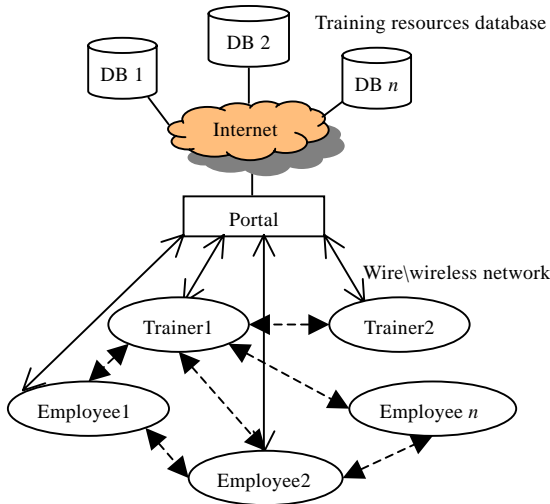 Training resources database
DB 2
DB 1
DB n
Internet
Portal
Wire\wireless network
Trainer1
Trainer2
Employee1
Employee n
Employee2